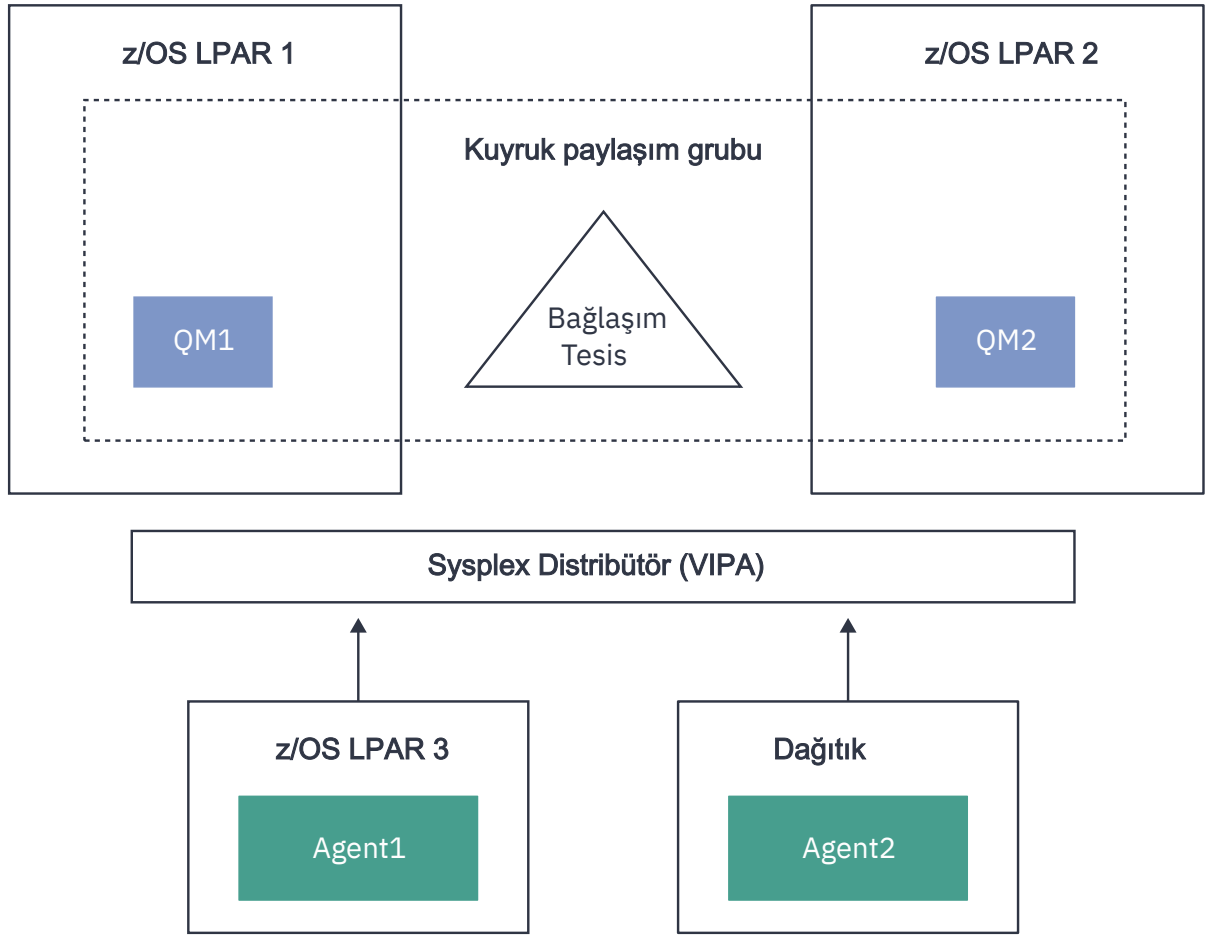 z/OS LPAR 1
z/OS LPAR 2
Kuyruk paylaşım grubu
QM1
Bağlaşım
Tesis
QM2
Sysplex Distribütör (VIPA)
z/OS LPAR 3
Dağıtık
Agent1
Agent2